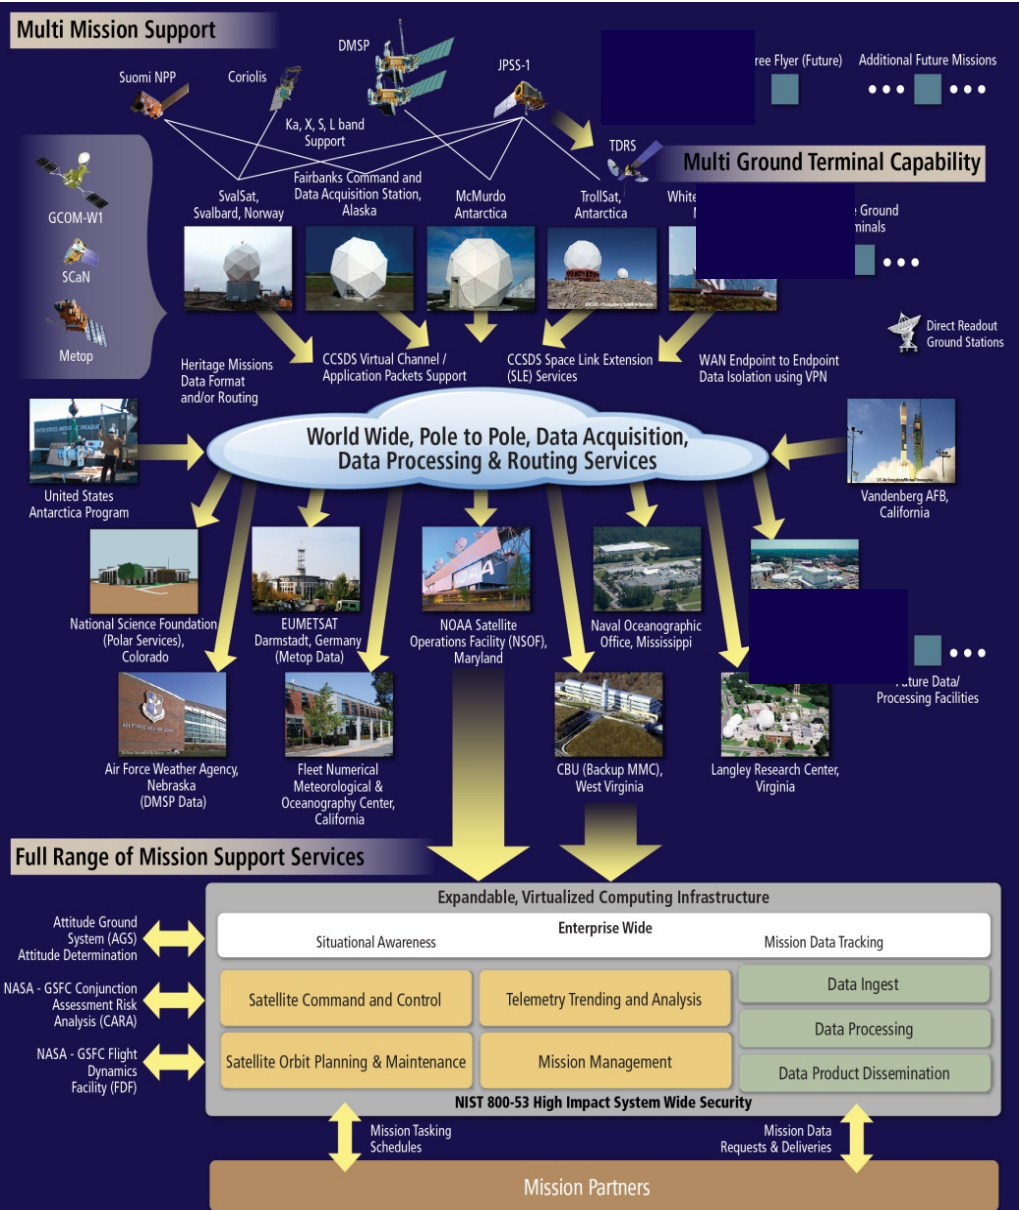 Multi Mission Support
DMSP
JPSS-1
Suomi NPP
Coriolis
Free Flyer (Future)
Additional Future Missions
Ka, X, S, L band
Support
TDRS
Multi Ground Terminal Capability
GCOM-W1
SCaN
Metop
SvalSat,
Svalbard, Norway
Fairbanks Command and
Data Acquisition Station,
Alaska
McMurdo
Antarctica
TrollSat,
Antarctica
White
Ground
Direct Readout
Ground Stations
Heritage Missions
Data Format
and/or Routing
CCSDS Virtual Channel /
Application Packets Support
CCSDS Space Link Extension
(SLE) Services
WAN Endpoint to Endpoint
Data Isolation using VPN
World Wide, Pole to Pole, Data Acquisition,
Data Processing & Routing Services
United States
Antarctica Program
Vandenberg AFB,
California
National Science Foundation
(Polar Services),
Colorado
EUMETSAT
Darmstadt, Germany
(Metop Data)
NOAA Satellite
Operations Facility (NSOF),
Maryland
Naval Oceanographic
Office, Mississippi
Future Data/
Processing Facilities
Air Force Weather Agency,
Nebraska
(DMSP Data)
Fleet Numerical
Meteorological &
Oceanography Center,
California
CBU (Backup MMC),
West Virginia
Langley Research Center,
Virginia
Full Range of Mission Support Services
Expandable, Virtualized Computing Infrastructure
Enterprise Wide
Situational Awareness
Mission Data Tracking
Attitude Ground
System (AGS)
Attitude Determination
NASA - GSFC Conjunction
Assessment Risk
Analysis (CARA)
NASA - GSFC Flight
Dynamics
Facility (FDF)
Satellite Command and Control
Telemetry Trending and Analysis
Data Ingest
Data Processing
Satellite Orbit Planning & Maintenance
Mission Management
Data Product Dissemination
NIST 800-53 High Impact System Wide Security
Mission Tasking
Schedules
Mission Data
Requests & Deliveries
Mission Partners